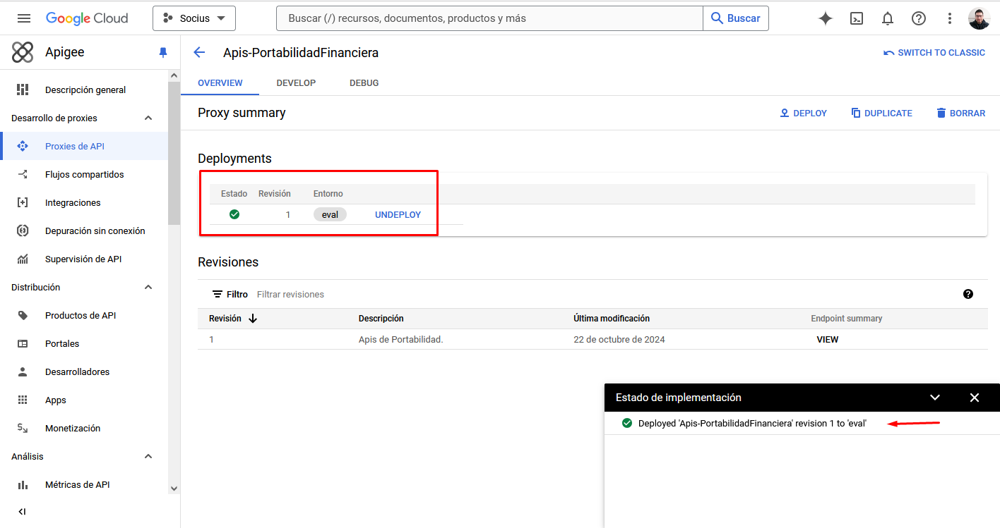 Google Cloud
Socius
Buscar (/) recursos, documentos, productos y más
Buscar
Apigee
Apis-PortabilidadFinanciera
SWITCH TO CLASSIC
OVERVIEW DEVELOP DEBUG
Descripción general
Desarrollo de proxies
Proxies de API
Flujos compartidos
Integraciones
Depuración sin conexión
Supervisión de API
Distribución
Productos de API
Portales
Desarrolladores
Apps
Monetización
Análisis
Métricas de API
Proxy summary
DEPLOY DUPLICATE BORRAR
Deployments
Estado Revisión Entorno
1 eval UNDEPLOY
Revisiones
Filtro Filtrar revisiones
Revisión Descripción Última modificación Endpoint summary
1 Apis de Portabilidad. 22 de octubre de 2024 VIEW
Estado de implementación
Deployed 'Apis-PortabilidadFinanciera' revision 1 to 'eval'